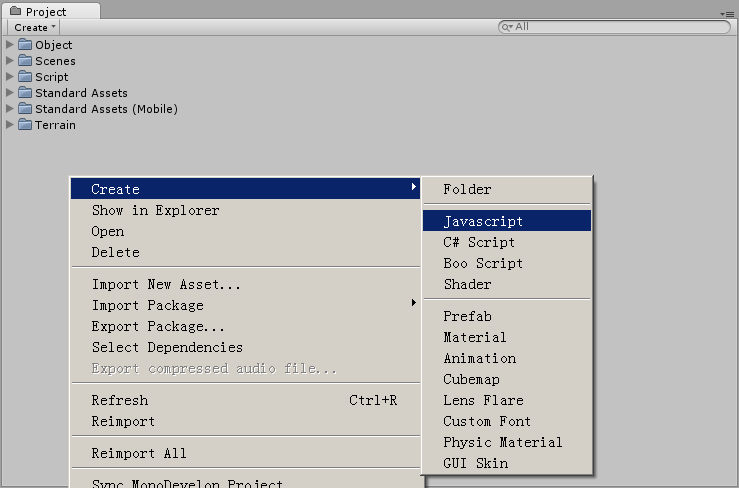 Project
Create
All
Object
Scenes
Script
Standard Assets
Standard Assets (Mobile)
Terrain
Create
Show in Explorer
Open
Delete
Import New Asset...
Import Package
Export Package...
Select Dependencies
Export compressed audio file...
Refresh Ctrl+R
Reimport
Reimport All
Sync MonoDevelop Project
Folder
Javascript
C# Script
Boo Script
Shader
Prefab
Material
Animation
Cubemap
Lens Flare
Custom Font
Physic Material
GUI Skin